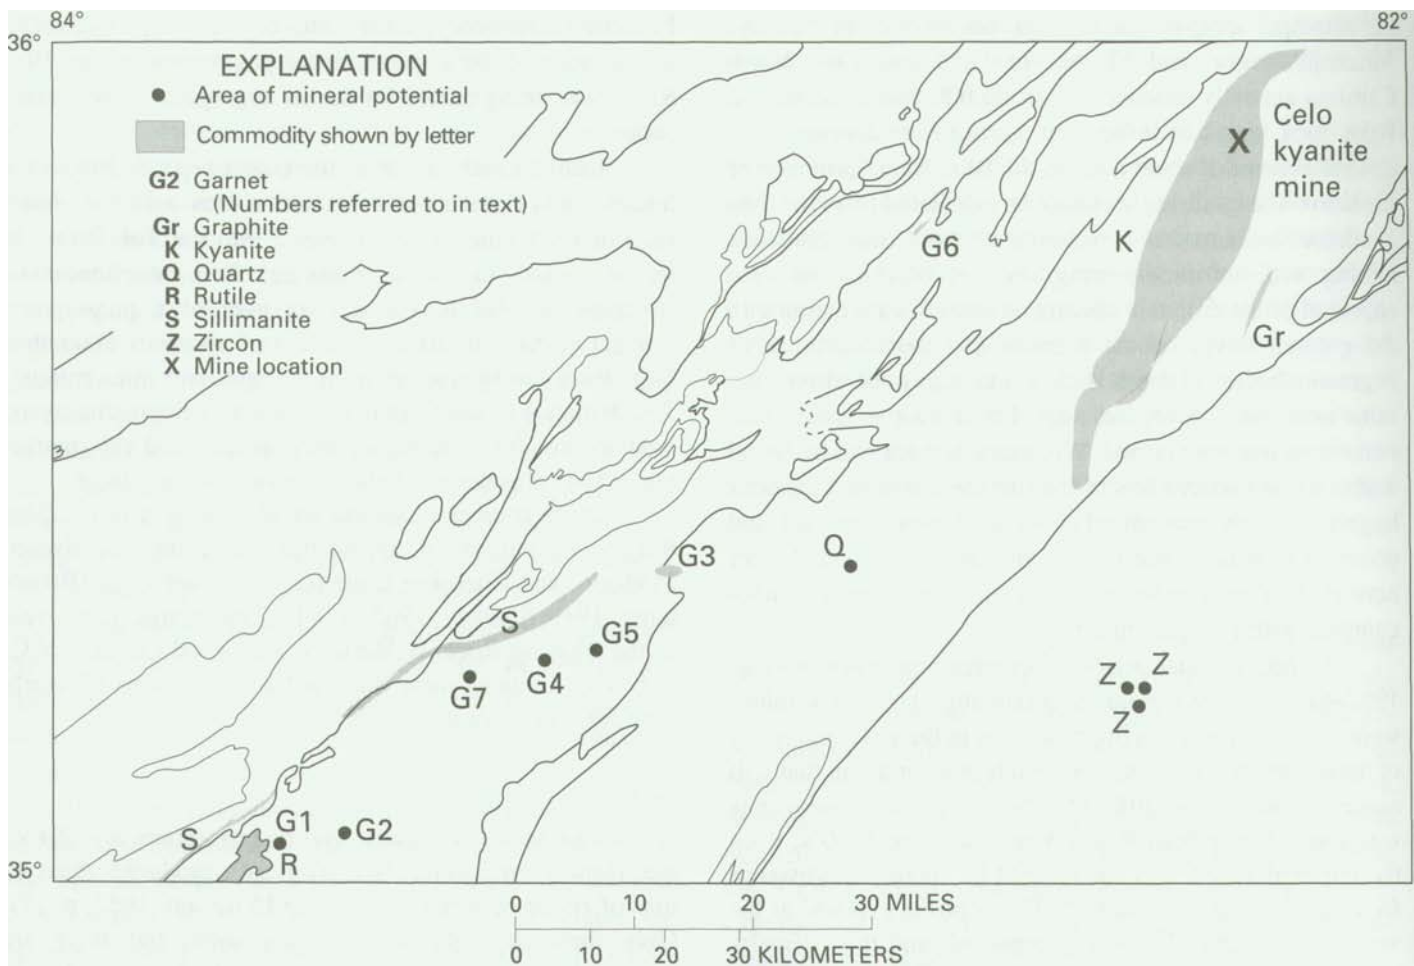 84°
82°
36°
EXPLANATION
Area of mineral potential
Commodity shown by letter
G2 Garnet
(Numbers referred to in text)
Gr Graphite
K Kyanite
Q Quartz
R Rutile
S Sillimanite
Z Zircon
X Mine location
X
Celo
kyanite
mine
G6
K
Gr
G3
Q
S
G5
G4
G7
Z
Z
Z
G1
G2
S
R
35°
0 10 20 30 MILES
0 10 20 30 KILOMETERS